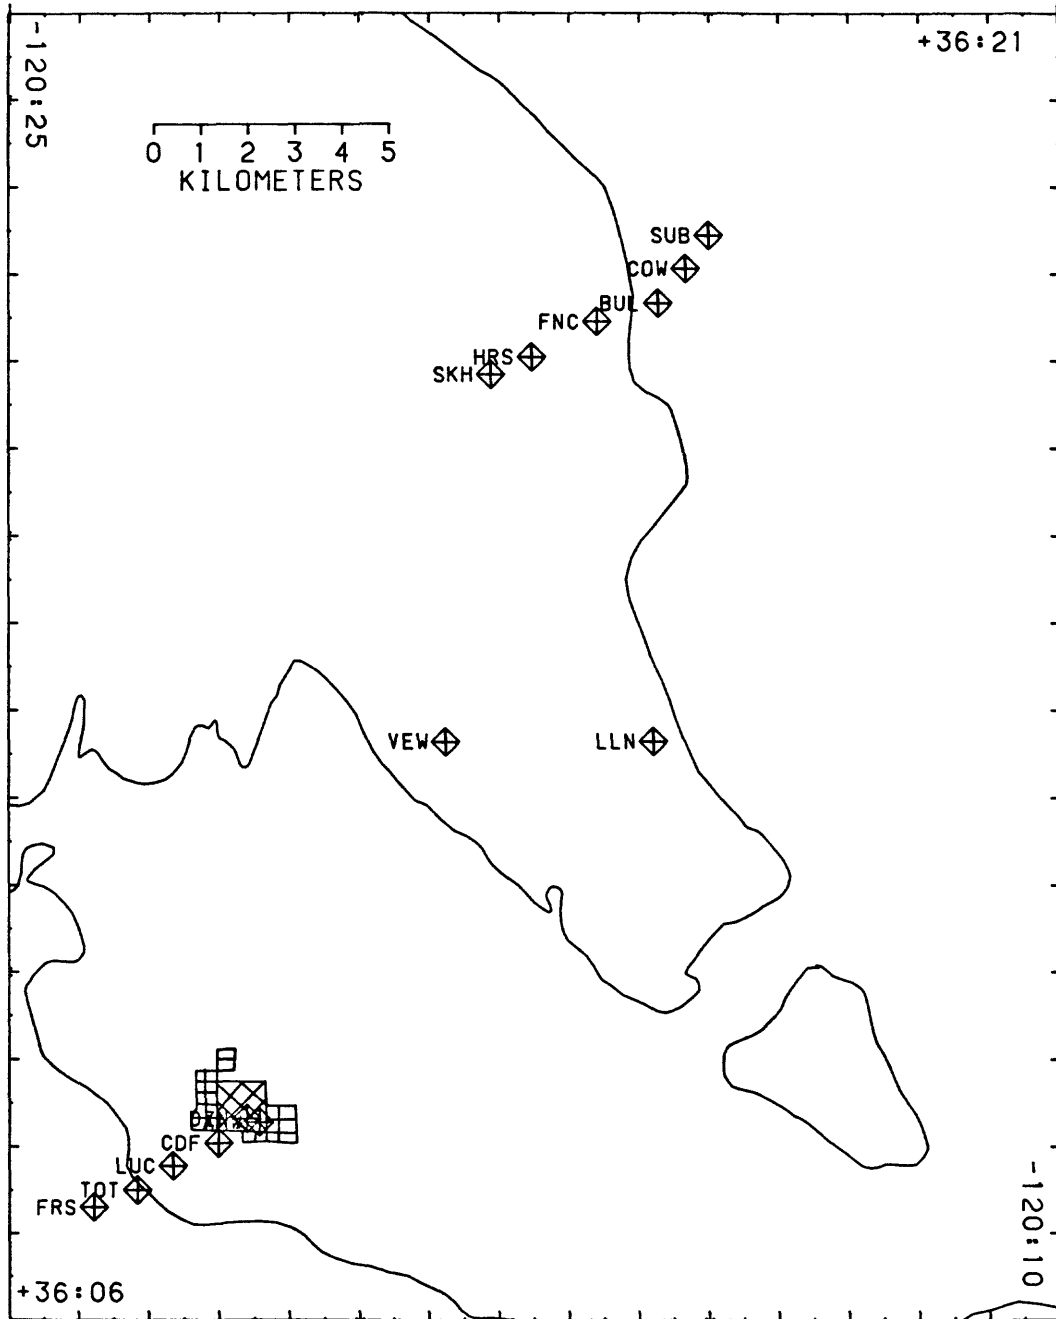 -120:25
+36:21
0 1 2 3 4 5
KILOMETERS
SUB
COW
BUL
FNC
HRS
SKH
VEW
LLN
CDF
LUC
TOT
FRS
-120:10
+36:06